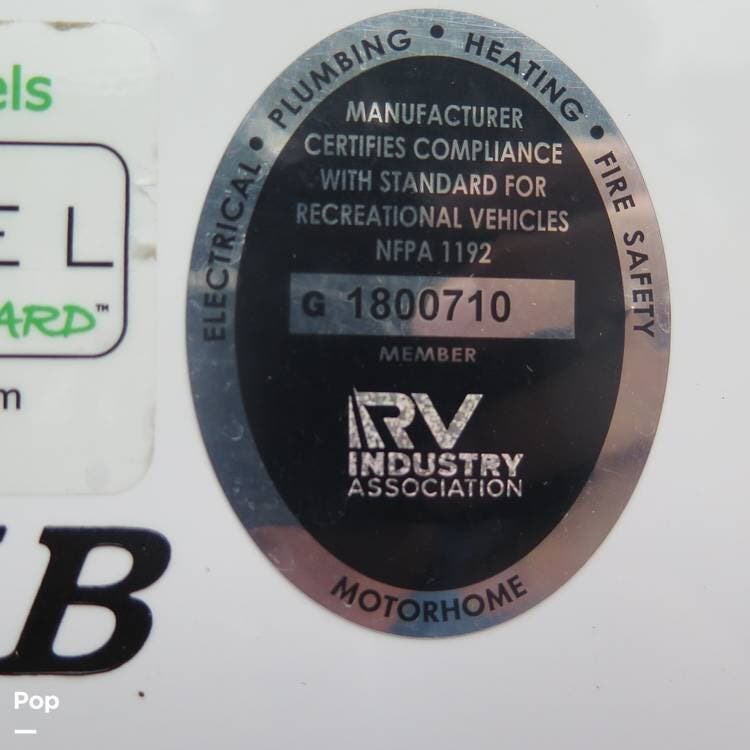 els
E L
ARD™
m
B
ELECTRICAL • PLUMBING • HEATING • FIRE SAFETY
MANUFACTURER
CERTIFIES COMPLIANCE
WITH STANDARD FOR
RECREATIONAL VEHICLES
NFPA 1192
G 1800710
MEMBER
RV
INDUSTRY
ASSOCIATION
MOTORHOME
Pop